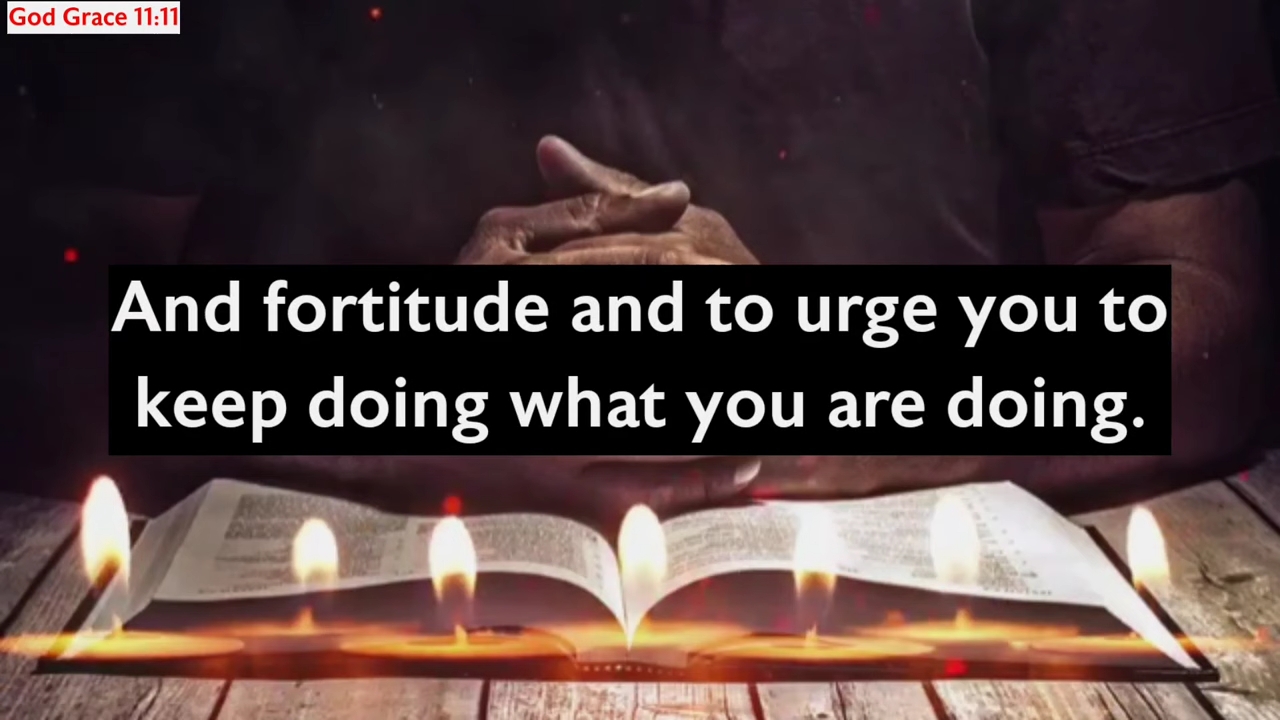 God Grace 11:11
And fortitude and to urge you to
keep doing what you are doing.